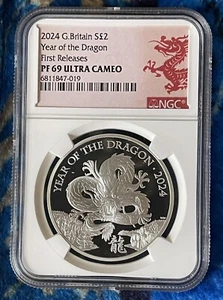 2024 G.Britain S£2
Year of the Dragon
First Releases
PF 69 ULTRA CAMEO
6811847-019
NGC
YEAR OF THE DRAGON · 2024
龍